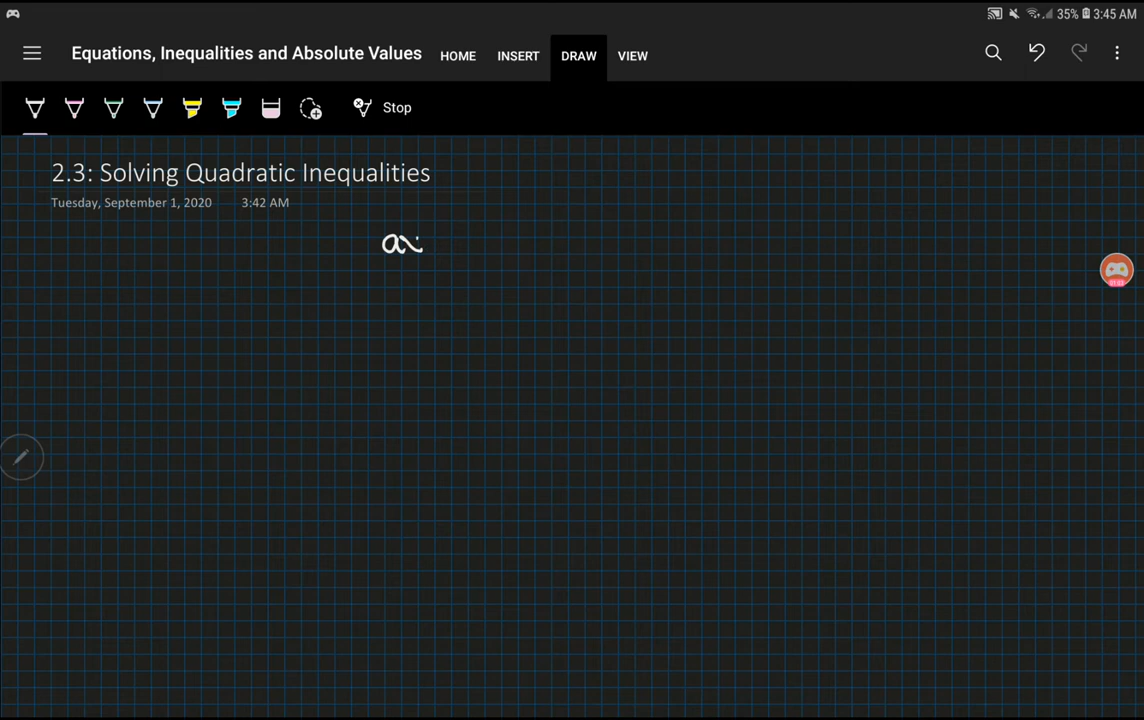 35% 3:45 AM
Equations, Inequalities and Absolute Values HOME INSERT DRAW VIEW
Stop
2.3: Solving Quadratic Inequalities
Tuesday, September 1, 2020 3:42 AM
ax